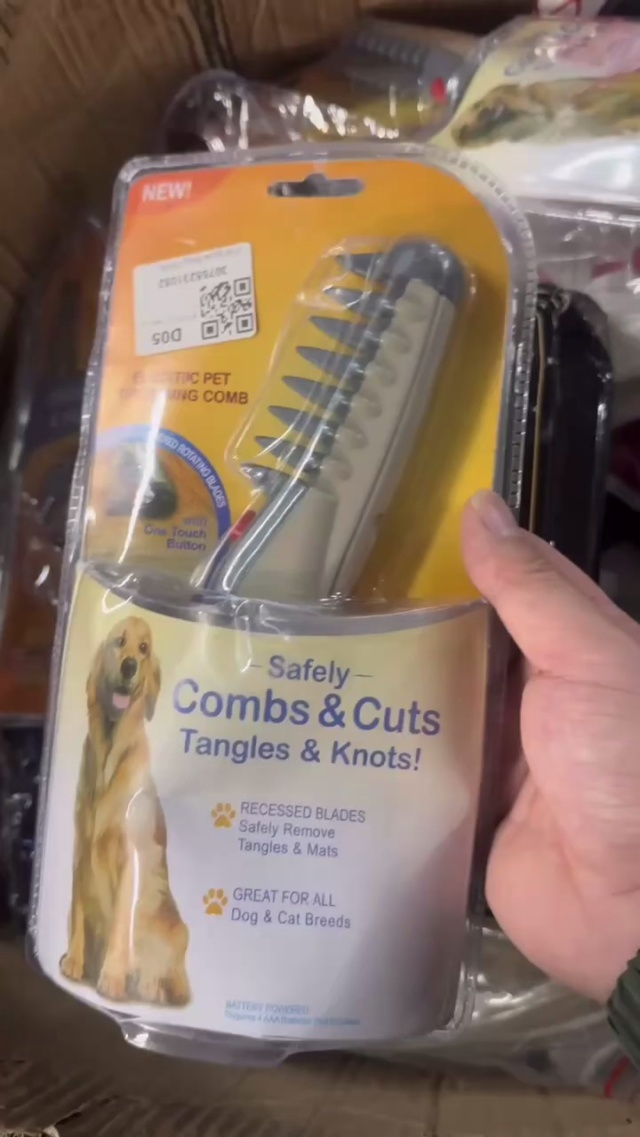 NEW!
30755231082
D05
PET
COMB
ROTATING BLADES
One Touch
Button
Safely
Combs & Cuts
Tangles & Knots!
RECESSED BLADES
Safely Remove
Tangles & Mats
GREAT FOR ALL
Dog & Cat Breeds
BATTERY POWERED